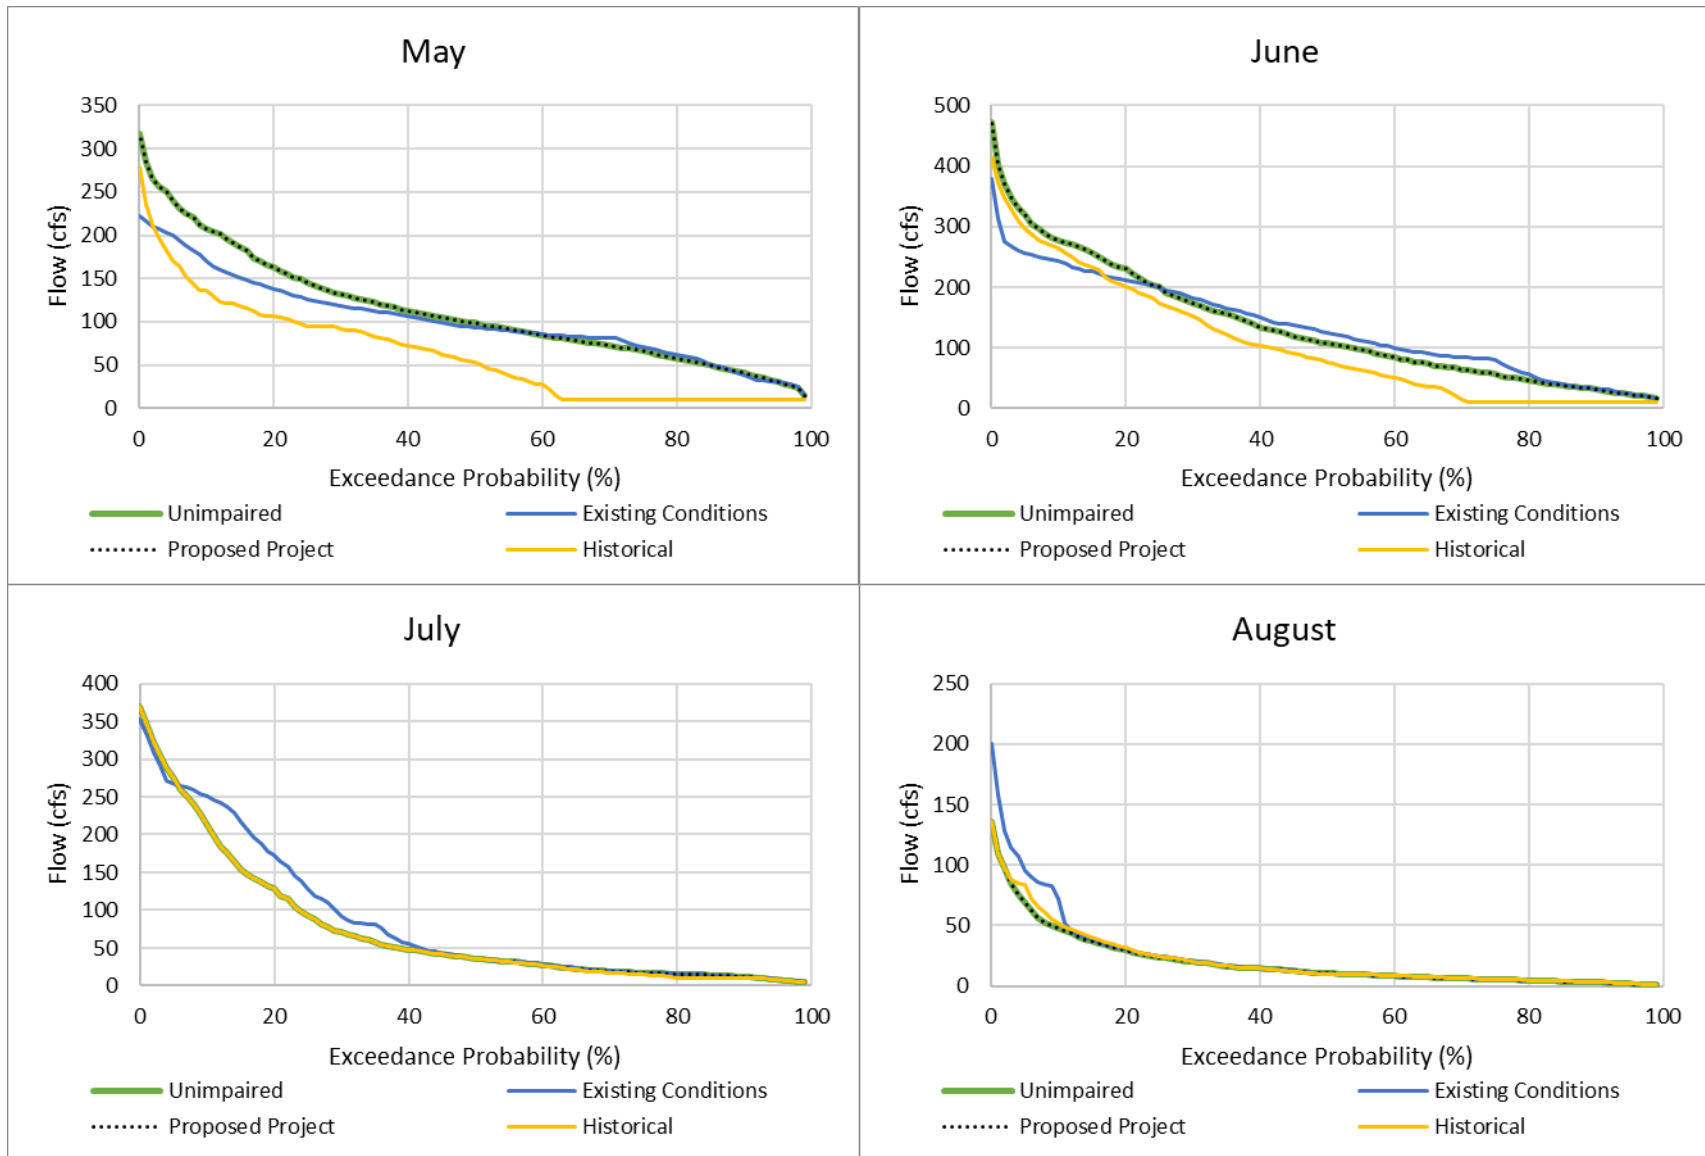 May
350
300
250
200
150
100
50
0
Flow (cfs)
0 20 40 60 80 100
Exceedance Probability (%)
Unimpaired Existing Conditions
Proposed Project Historical
June
500
400
300
200
100
0
Flow (cfs)
0 20 40 60 80 100
Exceedance Probability (%)
Unimpaired Existing Conditions
Proposed Project Historical
July
400
350
300
250
200
150
100
50
0
Flow (cfs)
0 20 40 60 80 100
Exceedance Probability (%)
Unimpaired Existing Conditions
Proposed Project Historical
August
250
200
150
100
50
0
Flow (cfs)
0 20 40 60 80 100
Exceedance Probability (%)
Unimpaired Existing Conditions
Proposed Project Historical